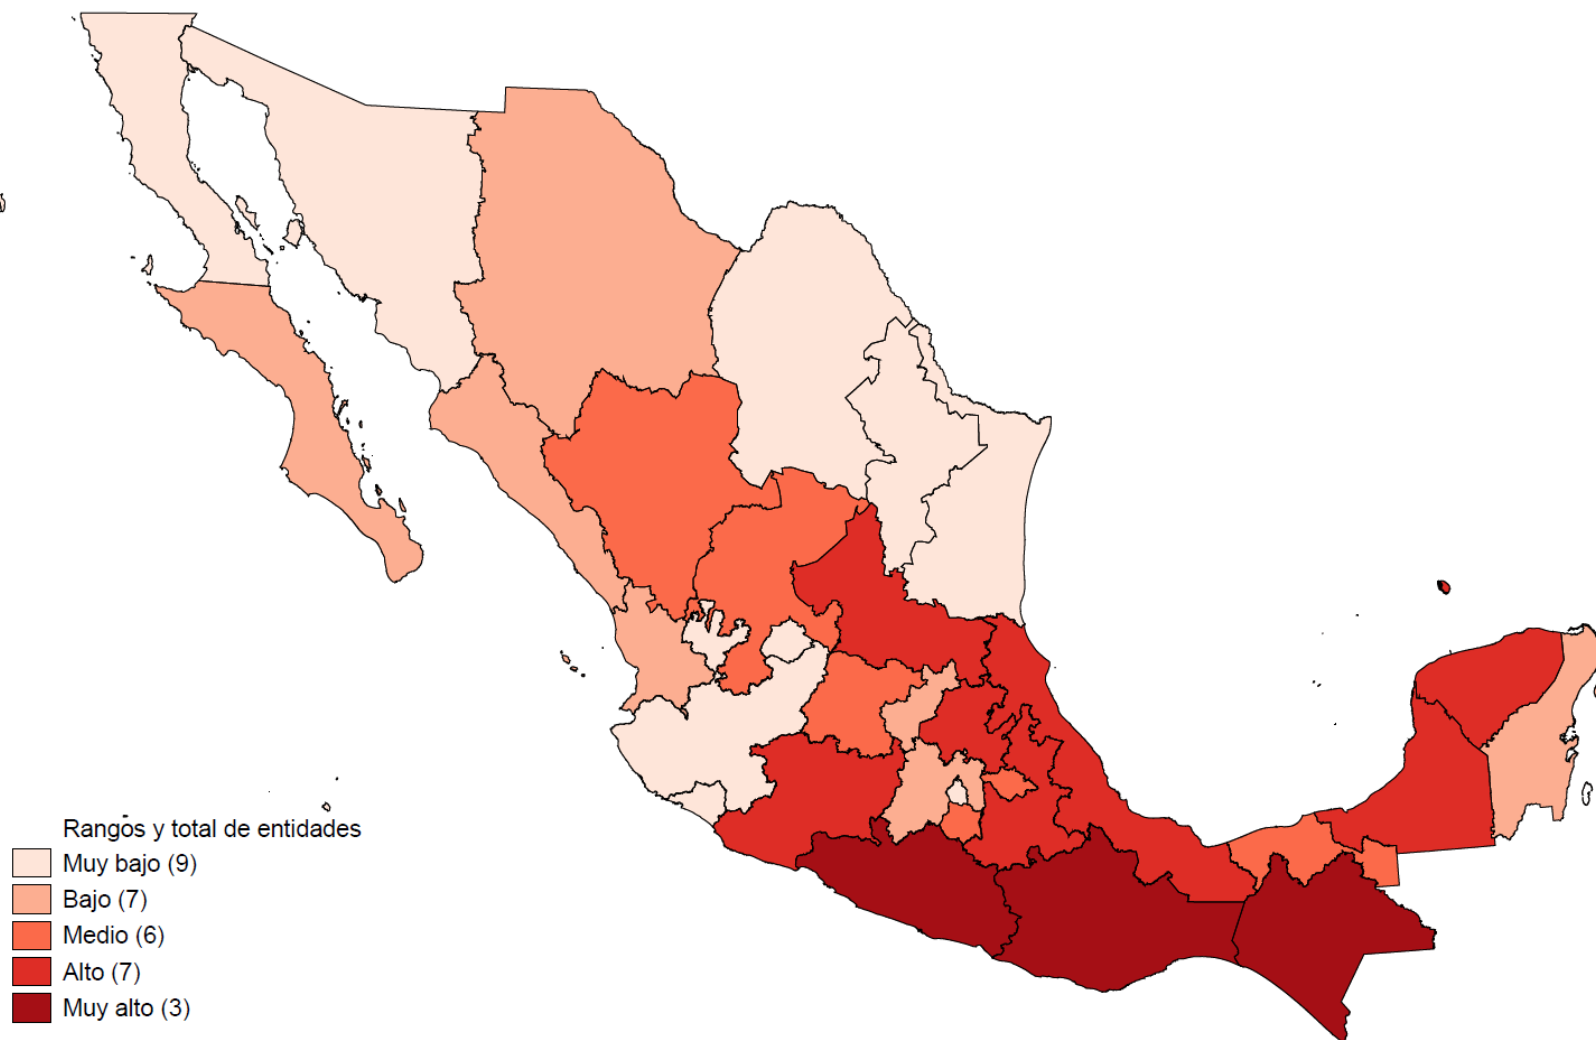 Rangos y total de entidades
Muy bajo (9)
Bajo (7)
Medio (6)
Alto (7)
Muy alto (3)